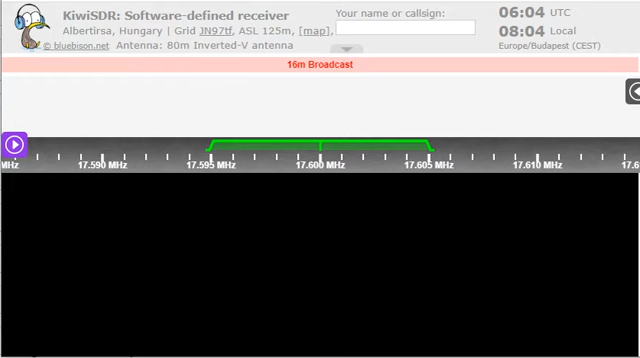 KiwiSDR: Software-defined receiver
Albertirsa, Hungary | Grid JN97tf, ASL 125m, [map],
© bluebison.net Antenna: 80m Inverted-V antenna
Your name or callsign:
06:04 UTC
08:04 Local
Europe/Budapest (CEST)
16m Broadcast
MHz 17.590 MHz 17.595 MHz 17.600 MHz 17.605 MHz 17.610 MHz 17.6